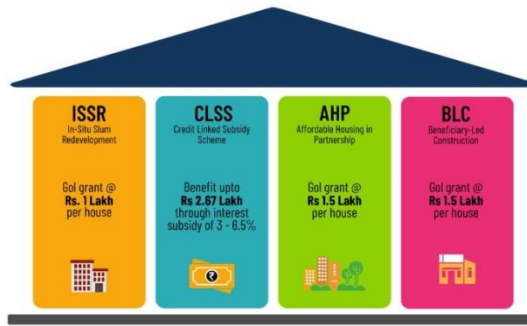 ISSR
In-Situ Slum
Redevelopment
GoI grant @
Rs. 1 Lakh
per house
CLSS
Credit Linked Subsidy
Scheme
Benefit upto
Rs 2.67 Lakh
through interest
subsidy of 3 - 6.5%
₹
AHP
Affordable Housing in
Partnership
GoI grant @
Rs 1.5 Lakh
per house
BLC
Beneficiary-Led
Construction
GoI grant @
Rs 1.5 Lakh
per house